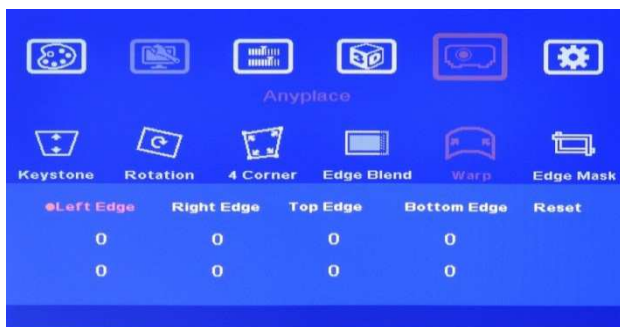 3D
Anyplace
Keystone Rotation 4 Corner Edge Blend Warp Edge Mask
●Left Edge Right Edge Top Edge Bottom Edge Reset
0 0 0 0
0 0 0 0